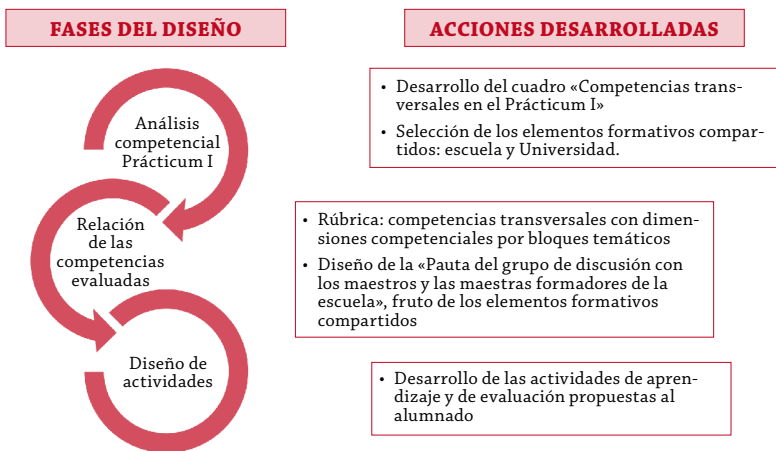 FASES DEL DISEÑO
ACCIONES DESARROLLADAS
Análisis
competencial
Prácticum I
• Desarrollo del cuadro «Competencias trans-
versales en el Prácticum I»
• Selección de los elementos formativos compar-
tidos: escuela y Universidad.
Relación
de las
competencias
evaluadas
• Rúbrica: competencias transversales con dimen-
siones competenciales por bloques temáticos
• Diseño de la «Pauta del grupo de discusión con
los maestros y las maestras formadores de la
escuela», fruto de los elementos formativos
compartidos
Diseño de
actividades
• Desarrollo de las actividades de apren-
dizaje y de evaluación propuestas al
alumnado